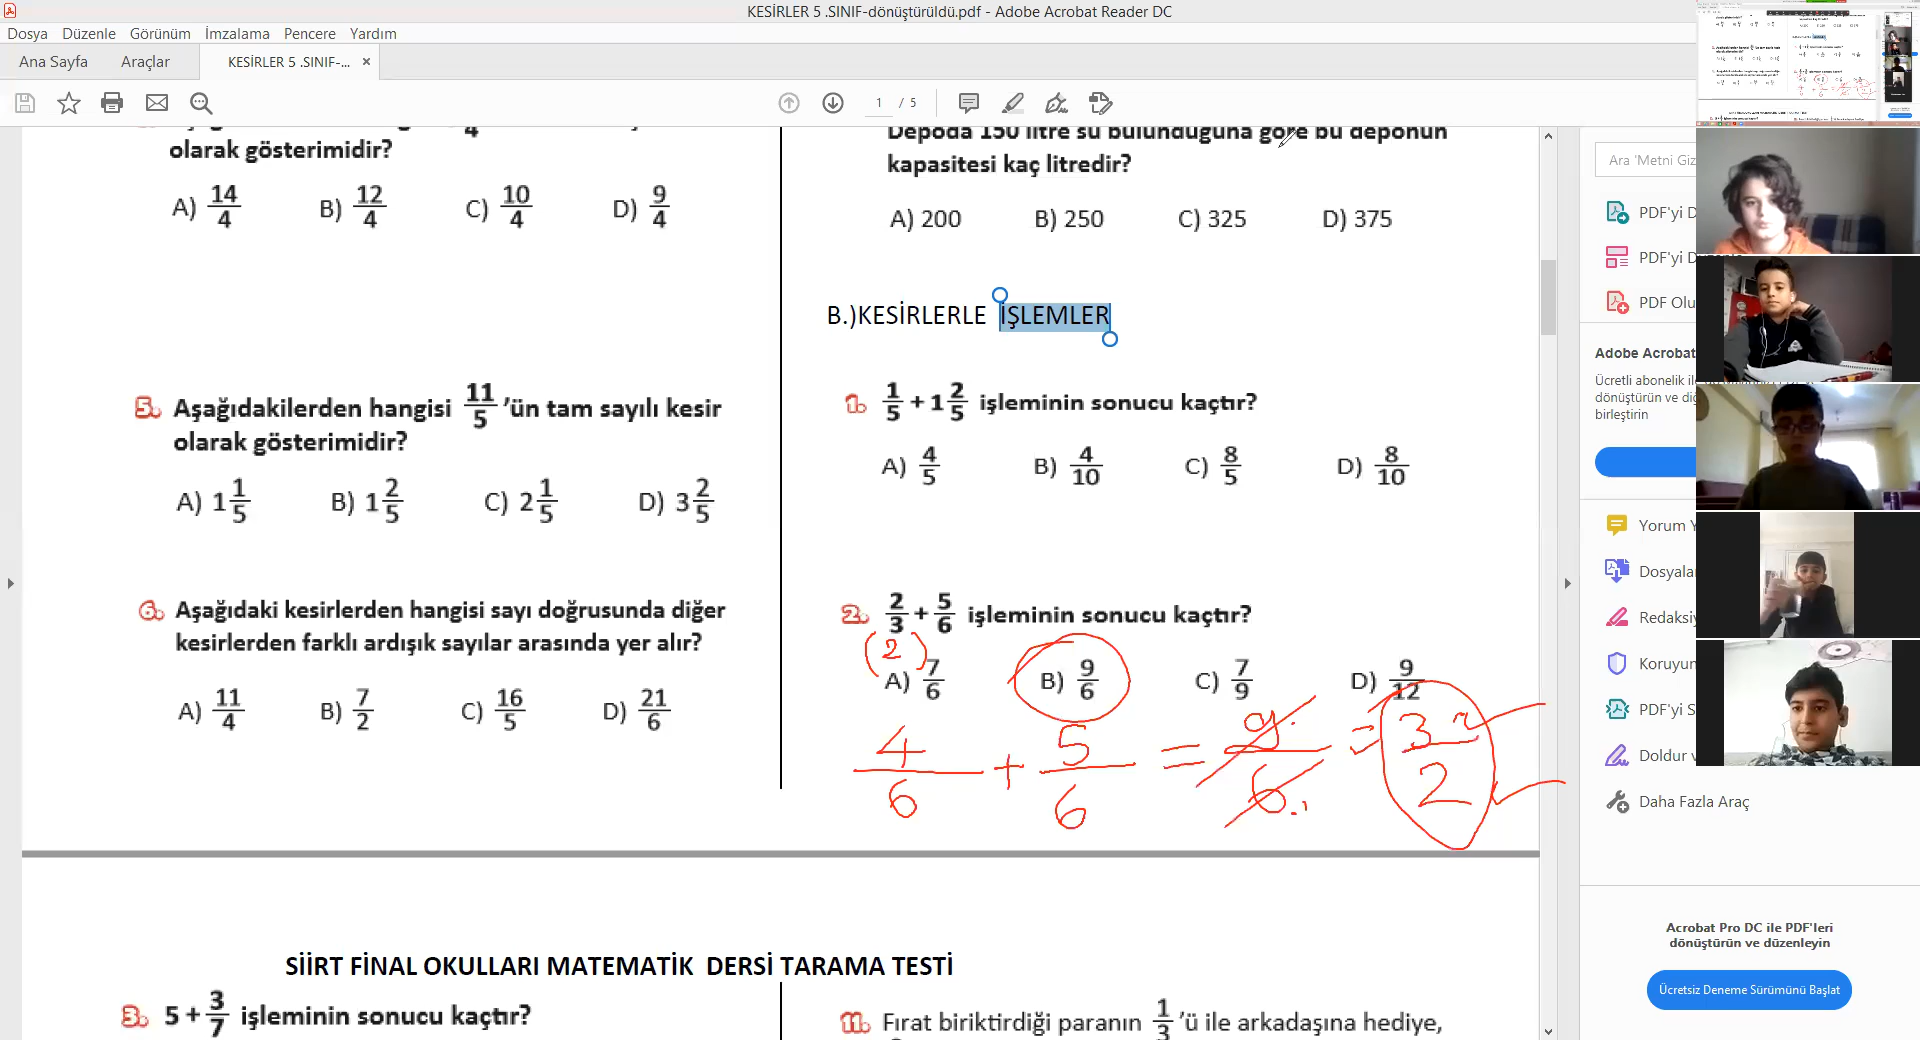 KESİRLER 5 .SINIF-dönüştürüldü.pdf - Adobe Acrobat Reader DC
Dosya Düzenle Görünüm İmzalama Pencere Yardım
Ana Sayfa Araçlar KESİRLER 5 .SINIF-... ×
1 / 5
4
olarak gösterimidir?
A) 14/4 B) 12/4 C) 10/4 D) 9/4
5. Aşağıdakilerden hangisi 11/5 'ün tam sayılı kesir
olarak gösterimidir?
A) 1 1/5 B) 1 2/5 C) 2 1/5 D) 3 2/5
6. Aşağıdaki kesirlerden hangisi sayı doğrusunda diğer
kesirlerden farklı ardışık sayılar arasında yer alır?
A) 11/4 B) 7/2 C) 16/5 D) 21/6
Depoda 150 litre su bulunduğuna göre bu deponun
kapasitesi kaç litredir?
A) 200 B) 250 C) 325 D) 375
B.)KESİRLERLE İŞLEMLER
1. 1/5 + 1 2/5 işleminin sonucu kaçtır?
A) 4/5 B) 4/10 C) 8/5 D) 8/10
2. 2/3 + 5/6 işleminin sonucu kaçtır?
(2)
A) 7/6 B) 9/6 C) 7/9 D) 9/12
4/6 + 5/6 = 9/6 = 3/2
SİİRT FİNAL OKULLARI MATEMATİK DERSİ TARAMA TESTİ
3. 5 + 3/7 işleminin sonucu kaçtır?
11. Fırat biriktirdiği paranın 1/3 'ü ile arkadaşına hediye,
Ara 'Metni Giz
PDF'yi D
PDF'yi D
PDF Olu
Adobe Acrobat
Ücretli abonelik il
dönüştürün ve diğ
birleştirin
Yorum Y
Dosyalar
Redaksiy
Koruyun
PDF'yi S
Doldur v
Daha Fazla Araç
Acrobat Pro DC ile PDF'leri
dönüştürün ve düzenleyin
Ücretsiz Deneme Sürümünü Başlat